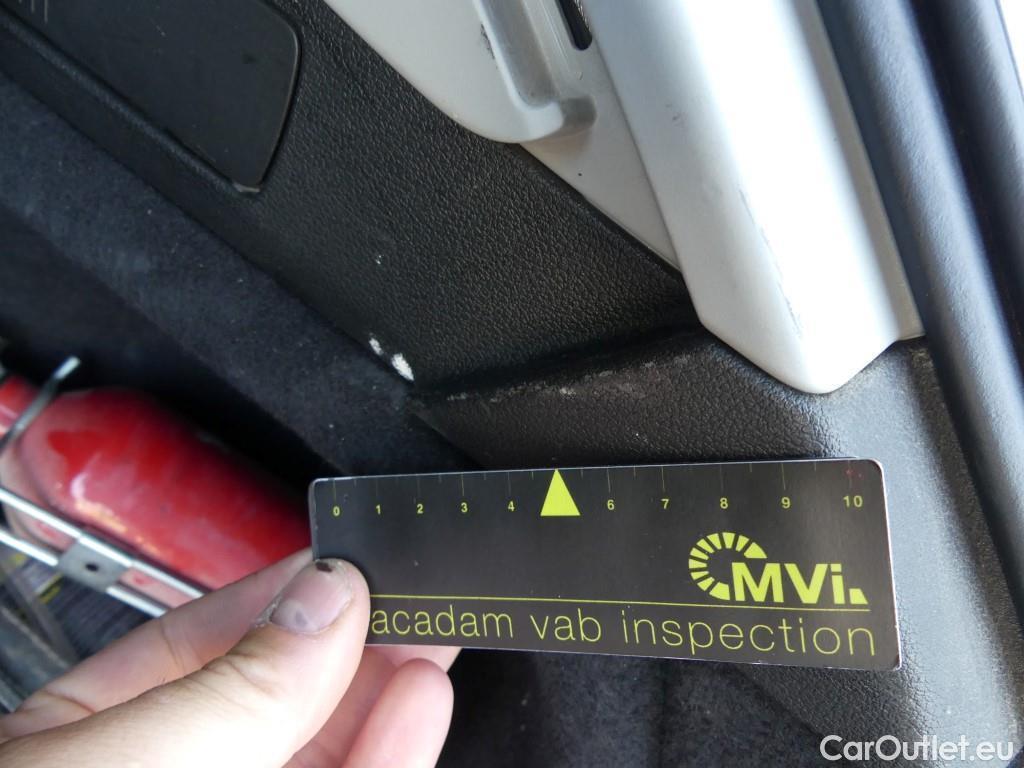 0 1 2 3 4 6 7 8 9 10
MVi.
acadam vab inspection
CarOutlet.eu